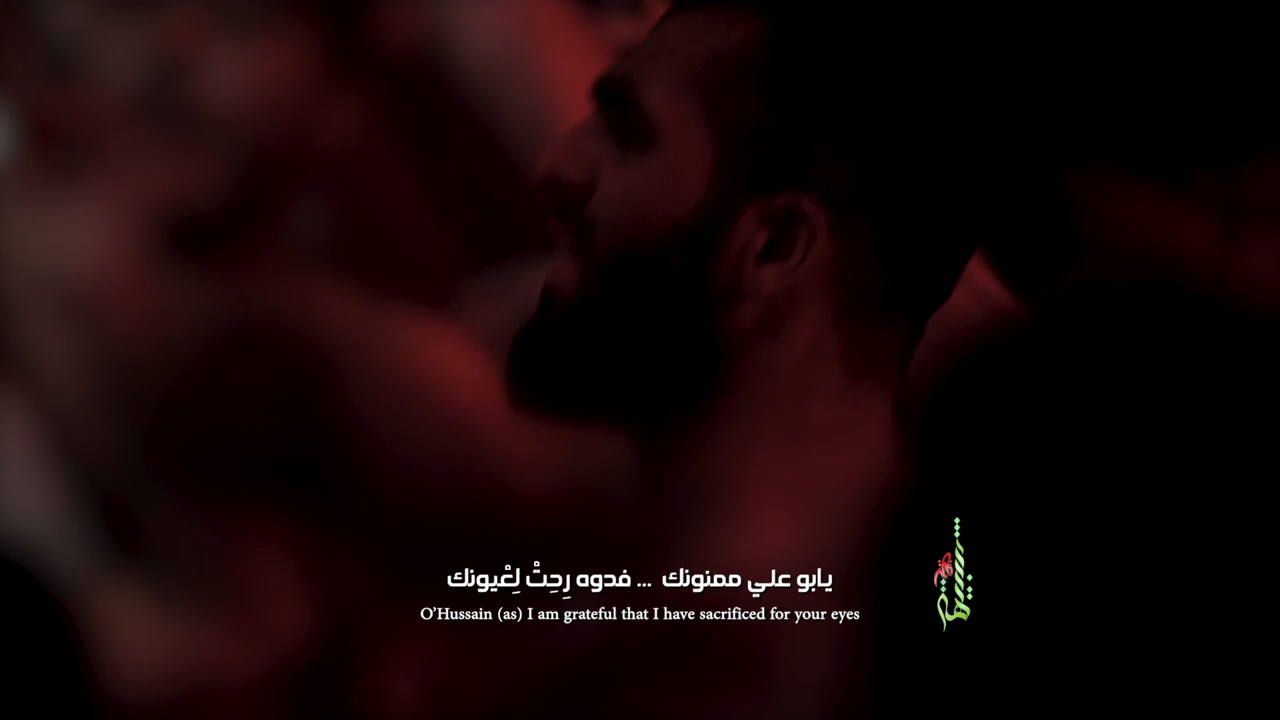 يابو علي ممنونك ... فدوه رِحِتْ لِعْيونك
O'Hussain (as) I am grateful that I have sacrificed for your eyes